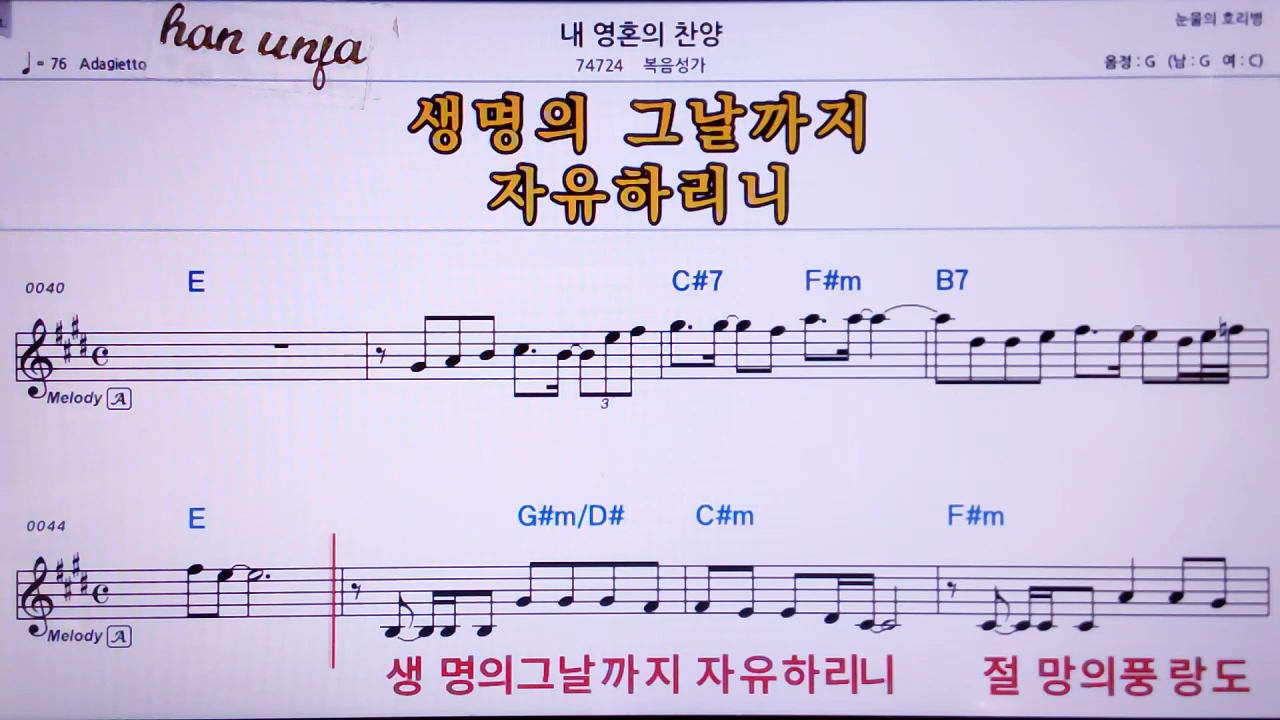 han unja
내 영혼의 찬양
눈물의 호리병
♩ = 76 Adagietto
74724 복음성가
음정 : G (남 : G 여 : C)
생명의 그날까지
자유하리니
0040 E C#7 F#m B7
3
Melody A
0044 E G#m/D# C#m F#m
Melody A
생 명의그날까지 자유하리니 절 망의풍랑도